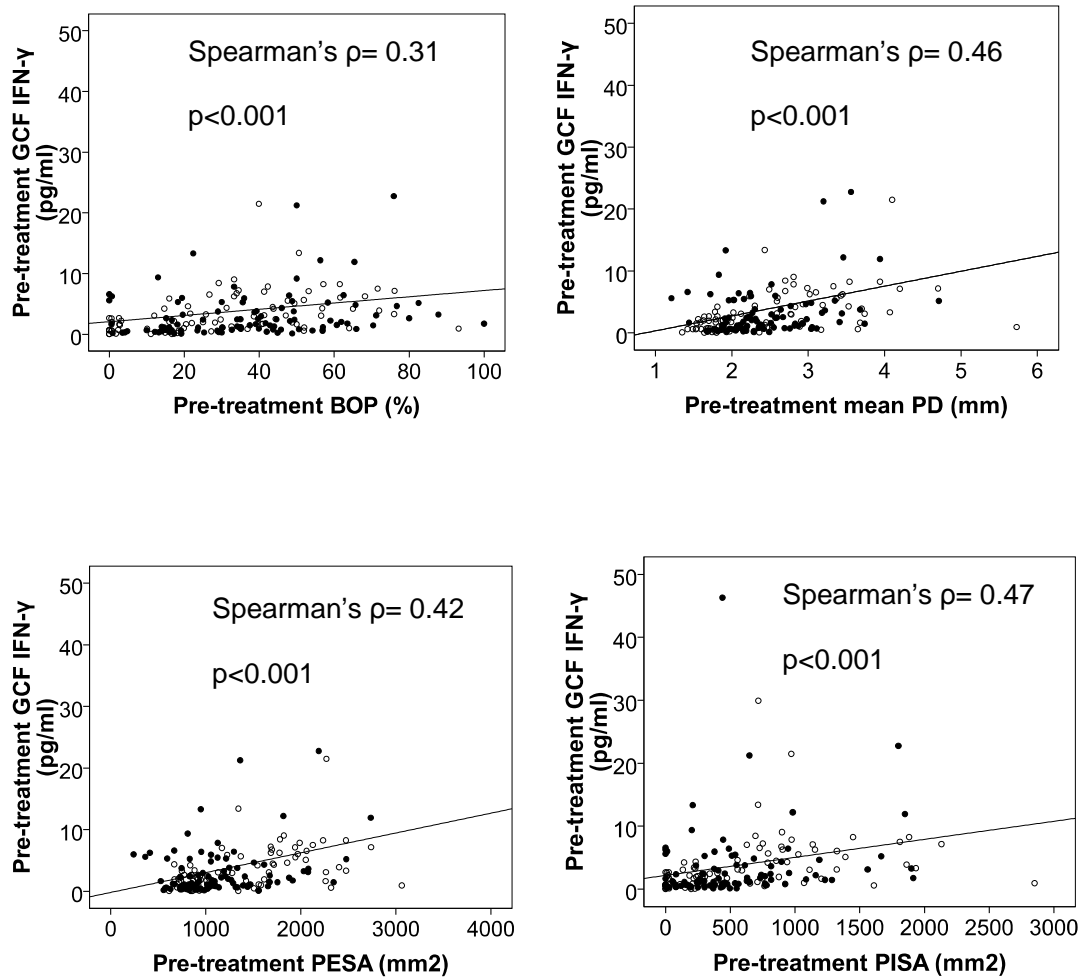 Pre-treatment GCF IFN-γ
(pg/ml)
50
40
30
20
10
0
Spearman’s ρ= 0.31
p<0.001
0 20 40 60 80 100
Pre-treatment BOP (%)
Pre-treatment GCF IFN-γ
(pg/ml)
50
40
30
20
10
0
Spearman’s ρ= 0.46
p<0.001
1 2 3 4 5 6
Pre-treatment mean PD (mm)
Pre-treatment GCF IFN-γ
(pg/ml)
50
40
30
20
10
0
Spearman’s ρ= 0.42
p<0.001
0 1000 2000 3000 4000
Pre-treatment PESA (mm2)
Pre-treatment GCF IFN-γ
(pg/ml)
50
40
30
20
10
0
Spearman’s ρ= 0.47
p<0.001
0 500 1000 1500 2000 2500 3000
Pre-treatment PISA (mm2)